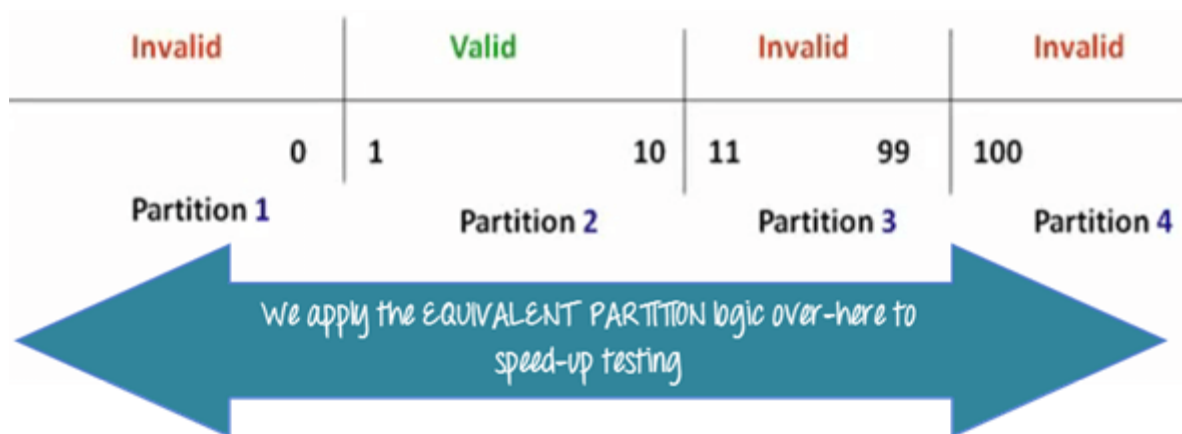 Invalid Valid Invalid Invalid
0 1 10 11 99 100
Partition 1 Partition 2 Partition 3 Partition 4
We apply the EQUIVALENT PARTITION logic over-here to
speed-up testing